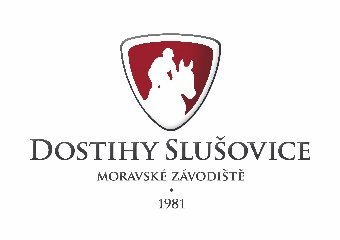 DOSTIHY SLUŠOVICE
MORAVSKÉ ZÁVODIŠTĚ
•
1981